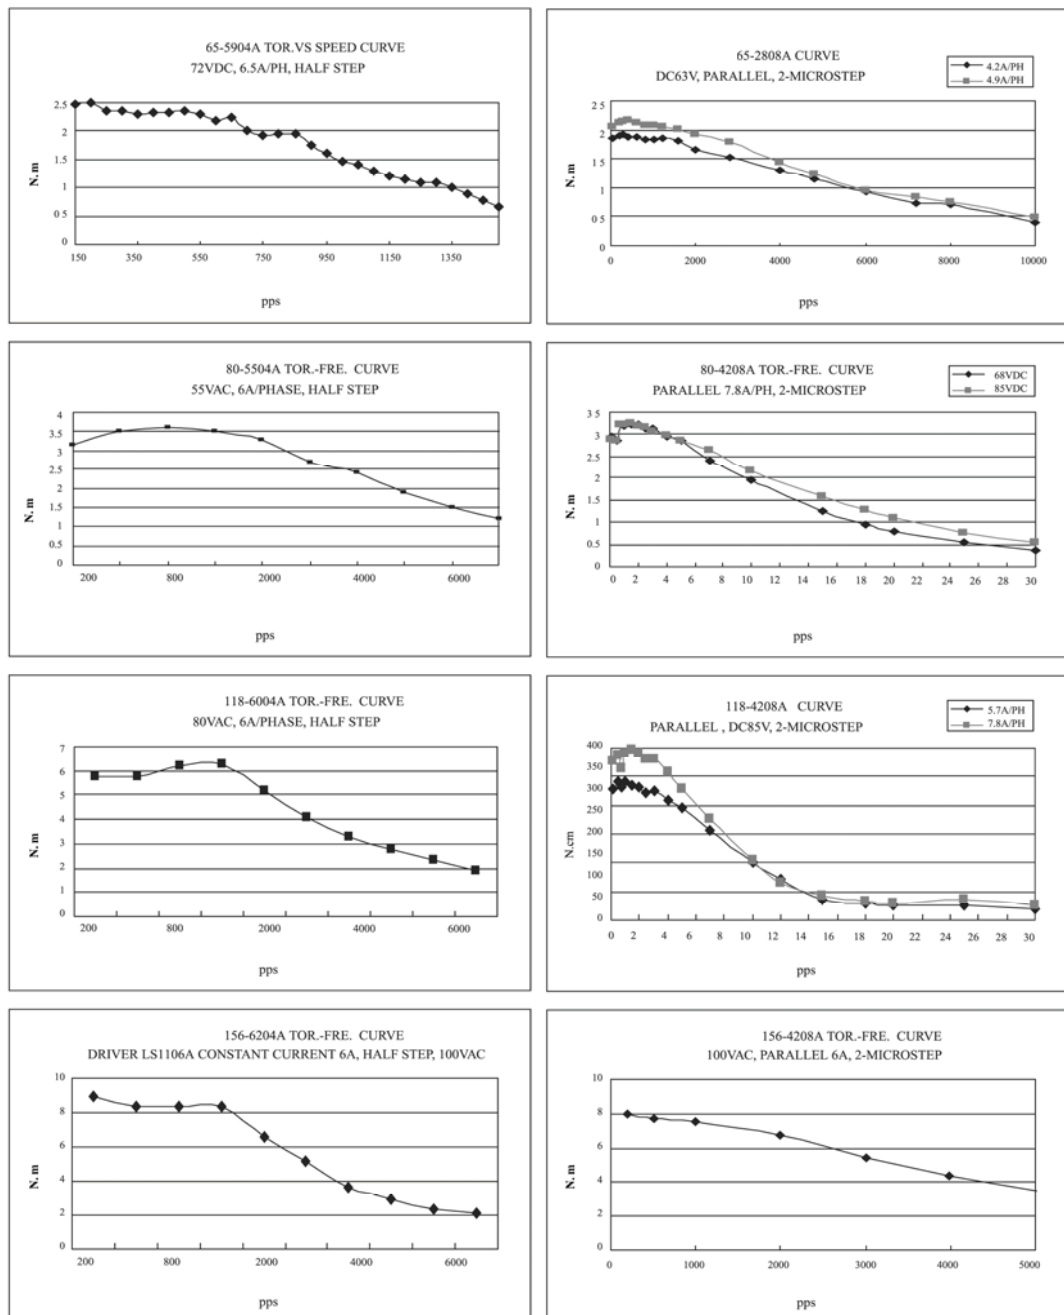 65-5904A TOR.VS SPEED CURVE
72VDC, 6.5A/PH, HALF STEP
2.5
2
1.5
1
0.5
0
N. m
150 350 550 750 950 1150 1350
pps
65-2808A CURVE
DC63V, PARALLEL, 2-MICROSTEP
4.2A/PH
4.9A/PH
2 5
2
1 5
1
0 5
0
N. m
0 2000 4000 6000 8000 10000
pps
80-5504A TOR.-FRE. CURVE
55VAC, 6A/PHASE, HALF STEP
4
3.5
3
2.5
2
1.5
1
0.5
0
N. m
200 800 2000 4000 6000
pps
80-4208A TOR.-FRE. CURVE
PARALLEL 7.8A/PH, 2-MICROSTEP
68VDC
85VDC
3 5
3
2.5
2
1.5
1
0.5
0
N. m
0 2 4 6 8 10 12 14 16 18 20 22 24 26 28 30
pps
118-6004A TOR.-FRE. CURVE
80VAC, 6A/PHASE, HALF STEP
7
6
5
4
3
2
1
0
N. m
200 800 2000 4000 6000
pps
118-4208A CURVE
PARALLEL , DC85V, 2-MICROSTEP
5.7A/PH
7.8A/PH
400
350
300
250
200
150
100
50
0
N.cm
0 2 4 6 8 10 12 14 16 18 20 22 24 26 28 30
pps
156-6204A TOR.-FRE. CURVE
DRIVER LS1106A CONSTANT CURRENT 6A, HALF STEP, 100VAC
10
8
6
4
2
0
N. m
200 800 2000 4000 6000
pps
156-4208A TOR.-FRE. CURVE
100VAC, PARALLEL 6A, 2-MICROSTEP
10
8
6
4
2
0
N. m
0 1000 2000 3000 4000 5000
pps